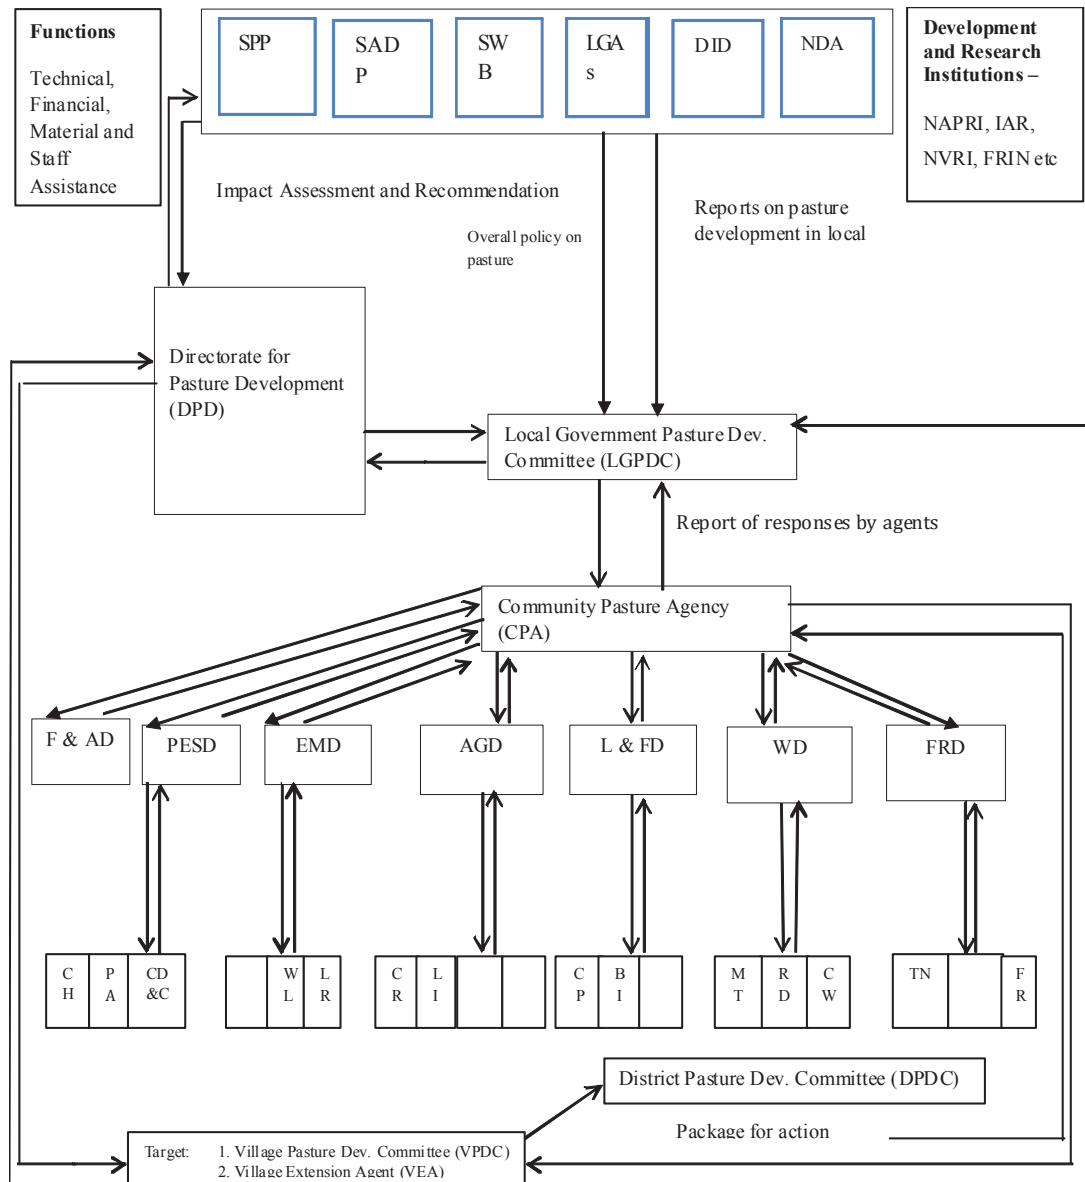 Functions
Technical,
Financial,
Material and
Staff
Assistance
SPP
SAD
P
SW
B
LGA
s
DID
NDA
Development
and Research
Institutions –
NAPRI, IAR,
NVRI, FRIN etc
Impact Assessment and Recommendation
Overall policy on
pasture
Reports on pasture
development in local
Directorate for
Pasture Development
(DPD)
Local Government Pasture Dev.
Committee (LGPDC)
Report of responses by agents
Community Pasture Agency
(CPA)
F & AD
PESD
EMD
AGD
L & FD
WD
FRD
C
H
P
A
CD
&C
W
L
L
R
C
R
L
I
C
P
B
I
M
T
R
D
C
W
TN
F
R
District Pasture Dev. Committee (DPDC)
Package for action
Target: 1. Village Pasture Dev. Committee (VPDC)
2. Village Extension Agent (VEA)